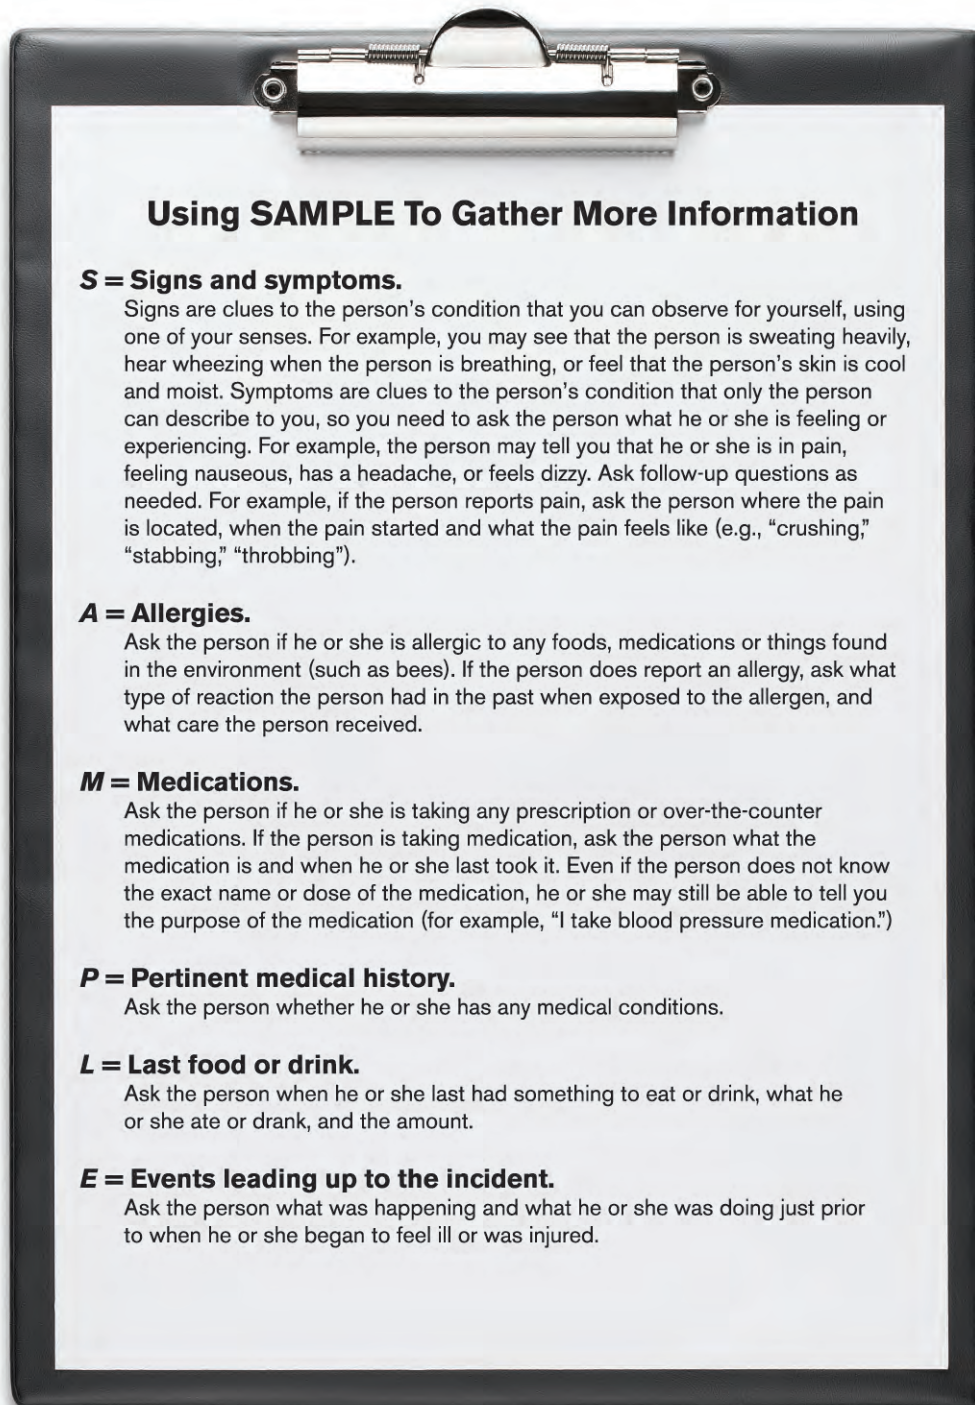 Using SAMPLE To Gather More Information
S = Signs and symptoms.
Signs are clues to the person’s condition that you can observe for yourself, using
one of your senses. For example, you may see that the person is sweating heavily,
hear wheezing when the person is breathing, or feel that the person’s skin is cool
and moist. Symptoms are clues to the person’s condition that only the person
can describe to you, so you need to ask the person what he or she is feeling or
experiencing. For example, the person may tell you that he or she is in pain,
feeling nauseous, has a headache, or feels dizzy. Ask follow-up questions as
needed. For example, if the person reports pain, ask the person where the pain
is located, when the pain started and what the pain feels like (e.g., “crushing,”
“stabbing,” “throbbing”).
A = Allergies.
Ask the person if he or she is allergic to any foods, medications or things found
in the environment (such as bees). If the person does report an allergy, ask what
type of reaction the person had in the past when exposed to the allergen, and
what care the person received.
M = Medications.
Ask the person if he or she is taking any prescription or over-the-counter
medications. If the person is taking medication, ask the person what the
medication is and when he or she last took it. Even if the person does not know
the exact name or dose of the medication, he or she may still be able to tell you
the purpose of the medication (for example, “I take blood pressure medication.”)
P = Pertinent medical history.
Ask the person whether he or she has any medical conditions.
L = Last food or drink.
Ask the person when he or she last had something to eat or drink, what he
or she ate or drank, and the amount.
E = Events leading up to the incident.
Ask the person what was happening and what he or she was doing just prior
to when he or she began to feel ill or was injured.